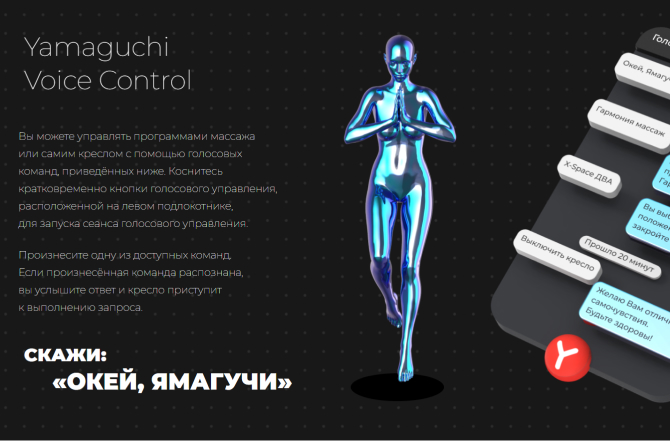 Yamaguchi
Voice Control
Вы можете управлять программами массажа
или самим креслом с помощью голосовых
команд, приведённых ниже. Коснитесь
кратковременно кнопки голосового управления,
расположенной на левом подлокотнике,
для запуска сеанса голосового управления.
Произнесите одну из доступных команд.
Если произнесённая команда распознана,
вы услышите ответ и кресло приступит
к выполнению запроса.
СКАЖИ:
«ОКЕЙ, ЯМАГУЧИ»
Окей,
Гармония массаж
X-Space ДВА
Вы
закройте
Выключить кресло
Прошло 20 минут
Желаю Вам
самочувствия.
Будьте здоровы!